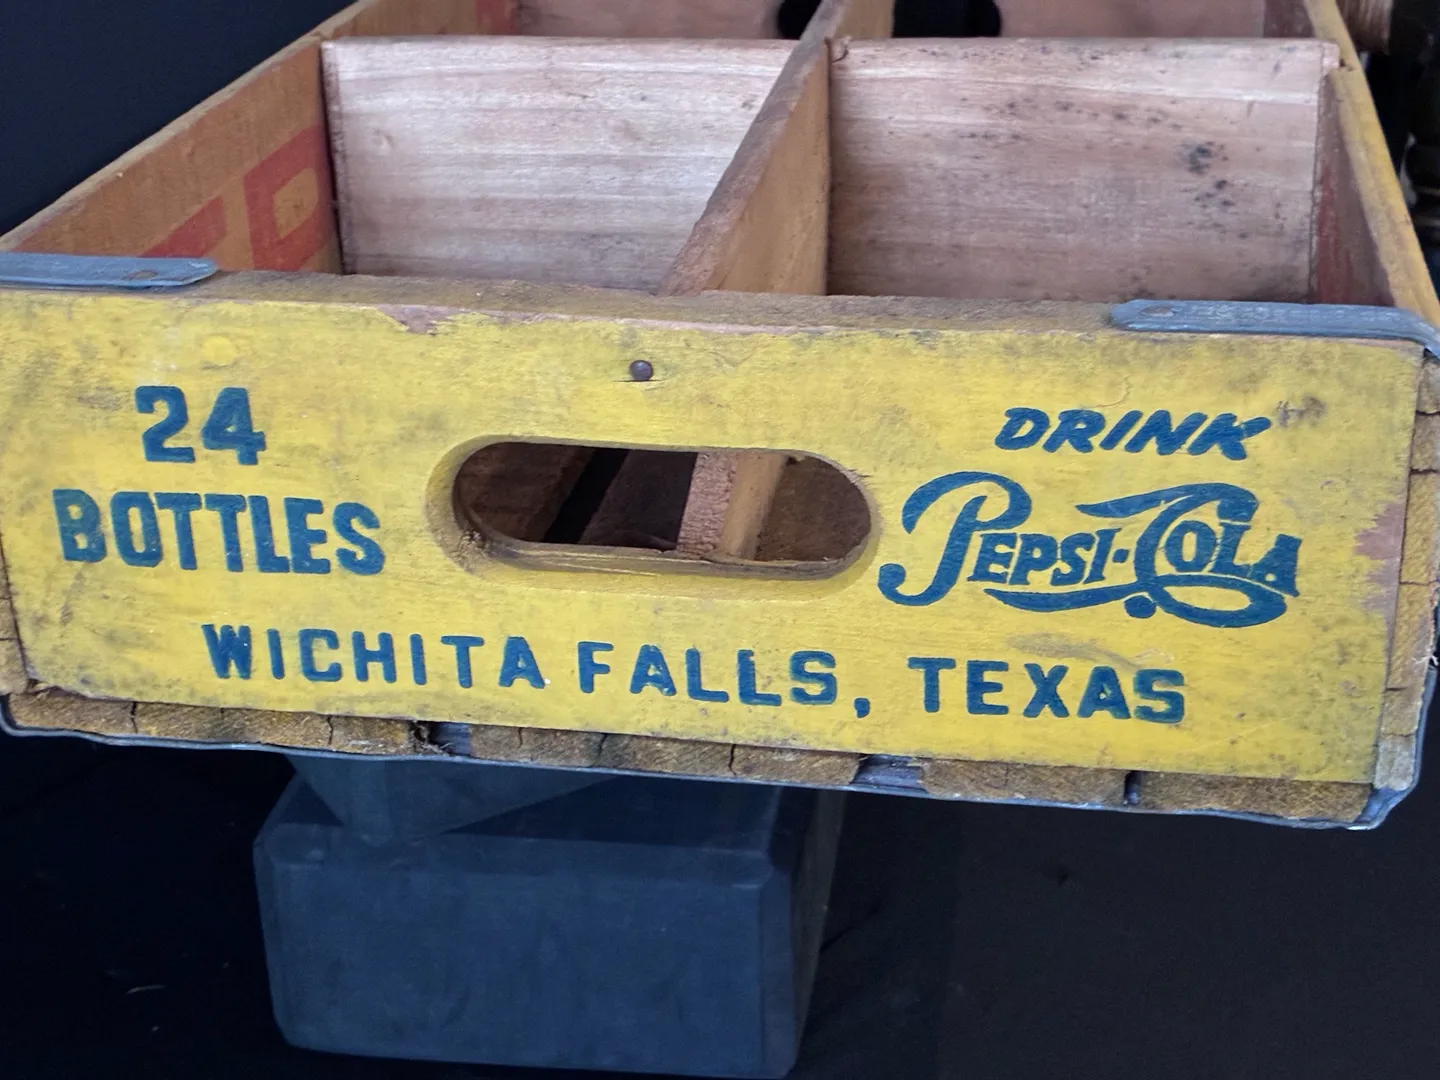 24
BOTTLES
DRINK
PEPSI-COLA
WICHITA FALLS, TEXAS